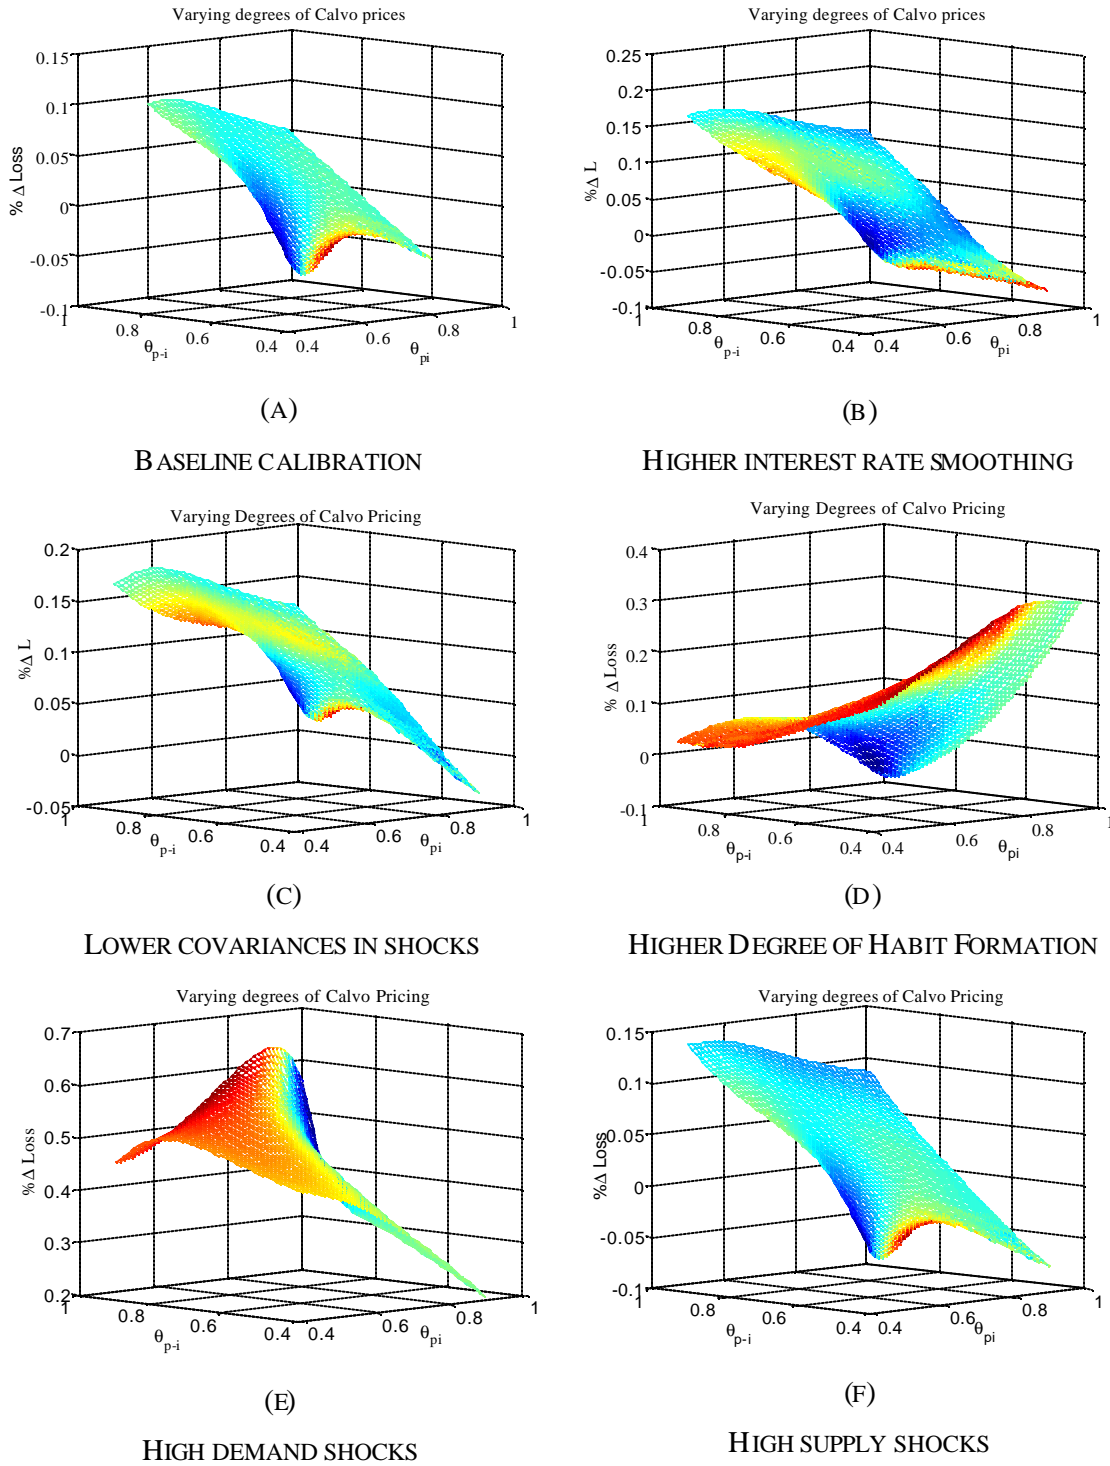 Varying degrees of Calvo prices
0.15
0.1
0.05
0
-0.05
-0.1
% Δ Loss
1
0.8
0.6
0.4
θp-i
0.4
0.6
0.8
1
θpi
(A)
BASELINE CALIBRATION
Varying degrees of Calvo prices
0.25
0.2
0.15
0.1
0.05
0
-0.05
-0.1
%Δ L
1
0.8
0.6
0.4
θp-i
0.4
0.6
0.8
1
θpi
(B)
HIGHER INTEREST RATE SMOOTHING
Varying Degrees of Calvo Pricing
0.2
0.15
0.1
0.05
0
-0.05
%Δ L
1
0.8
0.6
0.4
θp-i
0.4
0.6
0.8
1
θpi
(C)
LOWER COVARIANCES IN SHOCKS
Varying Degrees of Calvo Pricing
0.4
0.3
0.2
0.1
0
-0.1
% Δ Loss
1
0.8
0.6
0.4
θp-i
0.4
0.6
0.8
1
θpi
(D)
HIGHER DEGREE OF HABIT FORMATION
Varying degrees of Calvo Pricing
0.7
0.6
0.5
0.4
0.3
0.2
%Δ Loss
1
0.8
0.6
0.4
θp-i
0.4
0.6
0.8
1
θpi
(E)
HIGH DEMAND SHOCKS
Varying degrees of Calvo Pricing
0.15
0.1
0.05
0
-0.05
-0.1
%Δ Loss
1
0.8
0.6
0.4
θp-i
0.4
0.6
0.8
1
θpi
(F)
HIGH SUPPLY SHOCKS